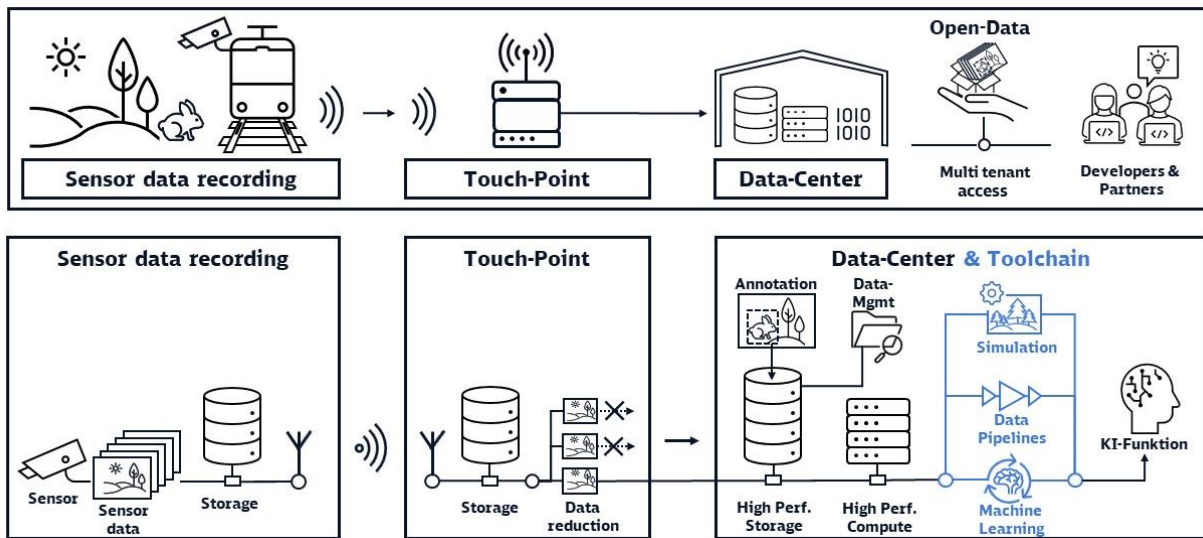 Open-Data
1010
1010
</>
</>
Sensor data recording
Touch-Point
Data-Center
Multi tenant
access
Developers &
Partners
Sensor data recording
Touch-Point
Data-Center & Toolchain
Annotation
Data-
Mgmt
Simulation
Data
Pipelines
KI-Funktion
Sensor
Sensor
data
Storage
Storage
Data
reduction
High Perf.
Storage
High Perf.
Compute
Machine
Learning